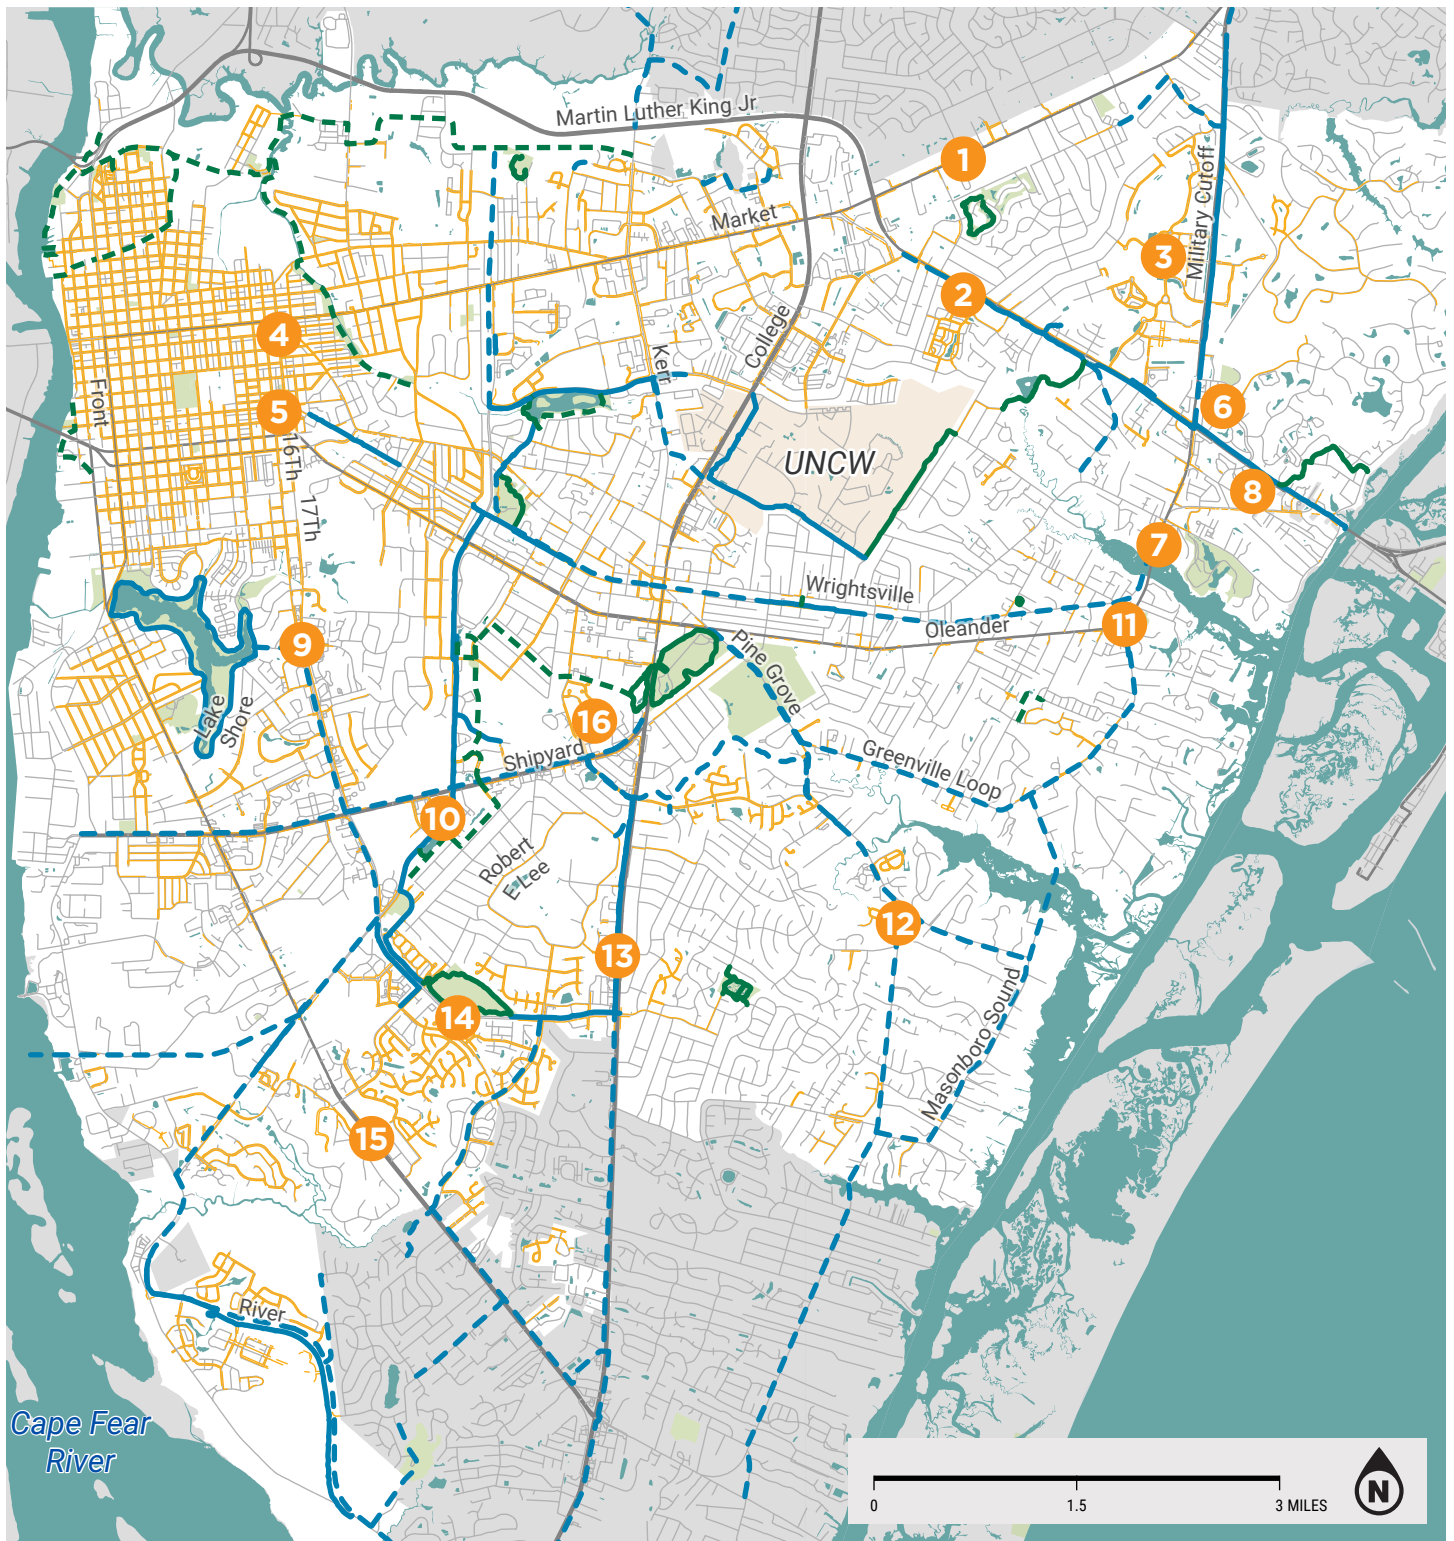 Martin Luther King Jr
1
Market
Military Cutoff
3
2
4
College
Kerr
Front
5
6
16Th
UNCW
8
17Th
7
Wrightsville
Oleander
11
9
Pine Grove
Lake
Shore
16
Shipyard
Greenville Loop
10
Robert
E Lee
12
13
Masonboro Sound
14
15
River
Cape Fear
River
0
1.5
3 MILES
N